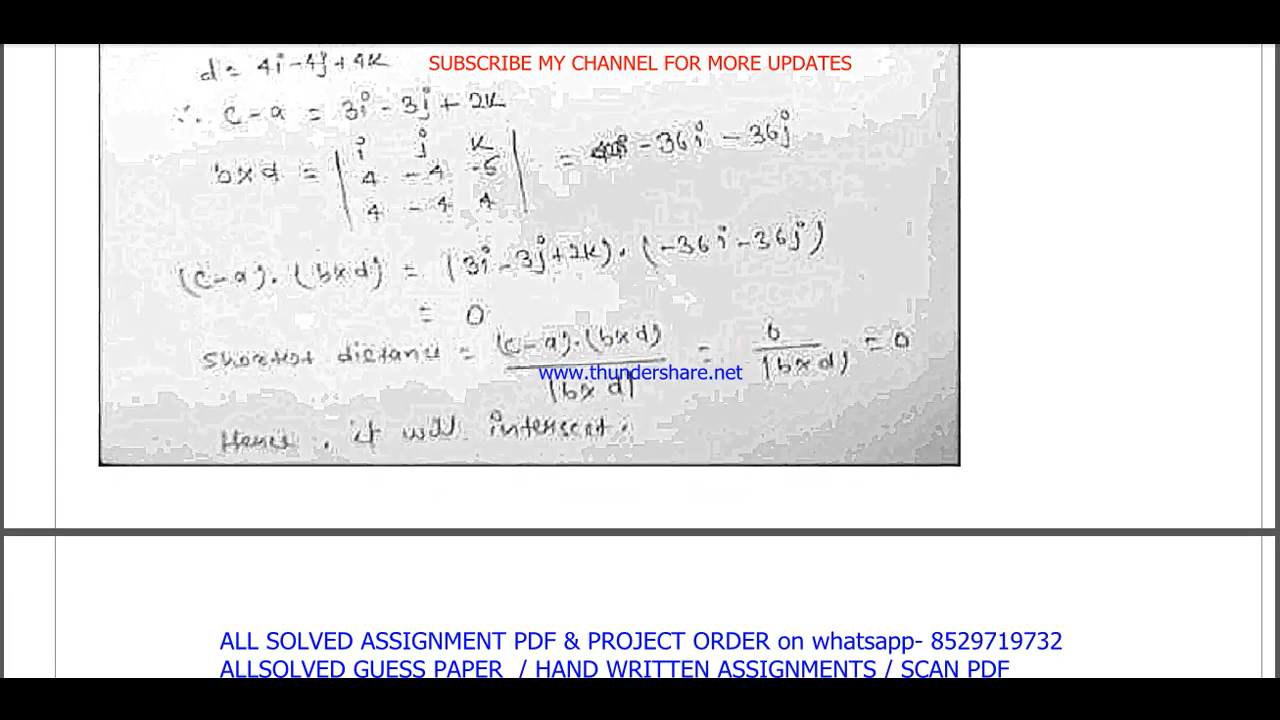 SUBSCRIBE MY CHANNEL FOR MORE UPDATES
d = 4i - 4j + 4k
∴ c - a = 3i - 3j + 2k
b×d = | i j k | = - 36i - 36j
4 - 4 -5
4 - 4 4
(c-a).(b×d) = (3i - 3j + 2k).(-36i - 36j)
= 0
Shortest distance = (c-a).(b×d) / |b×d| = 0 / |b×d| = 0
www.thundershare.net
Hence, it will intersect.
ALL SOLVED ASSIGNMENT PDF & PROJECT ORDER on whatsapp- 8529719732
ALLSOLVED GUESS PAPER / HAND WRITTEN ASSIGNMENTS / SCAN PDF